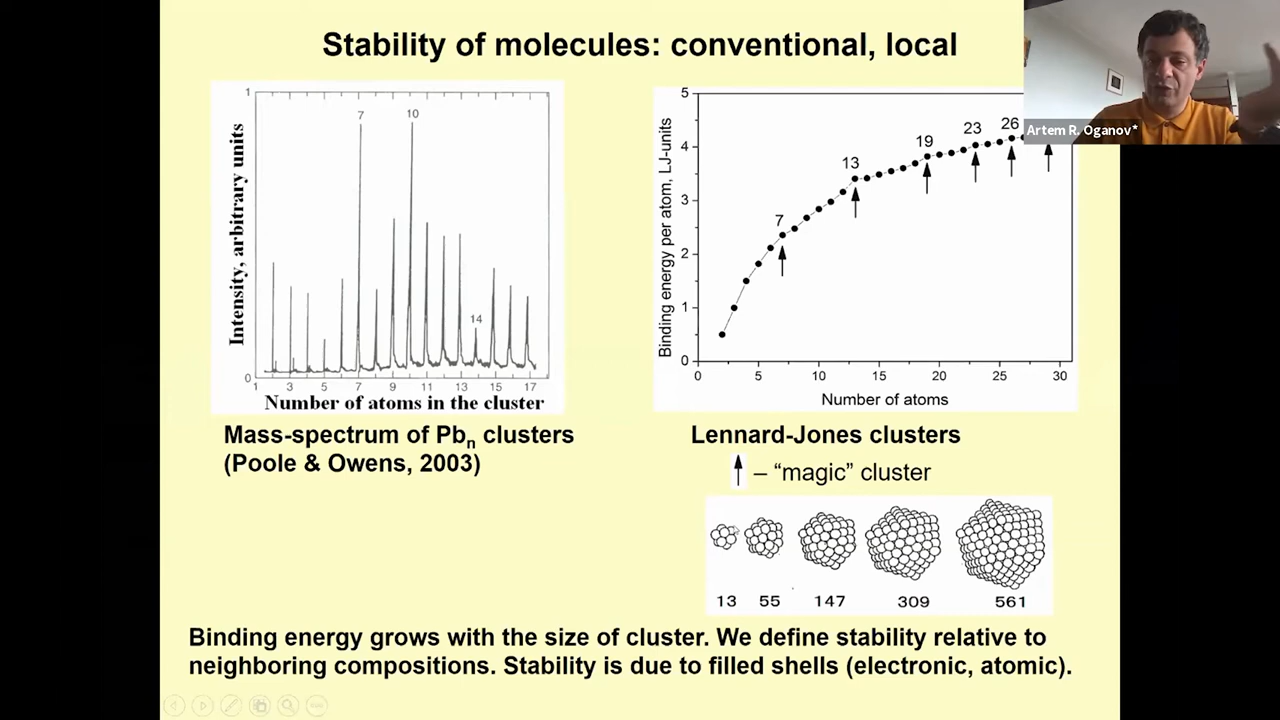 Stability of molecules: conventional, local
Artem R. Oganov*
1
7
10
14
0
Intensity, arbitrary units
1 3 5 7 9 11 13 15 17
Number of atoms in the cluster
Mass-spectrum of Pbn clusters
(Poole & Owens, 2003)
5
4
3
2
1
0
Binding energy per atom, LJ-units
7
13
19
23
26
0 5 10 15 20 25 30
Number of atoms
Lennard-Jones clusters
– “magic” cluster
13 55 147 309 561
Binding energy grows with the size of cluster. We define stability relative to
neighboring compositions. Stability is due to filled shells (electronic, atomic).